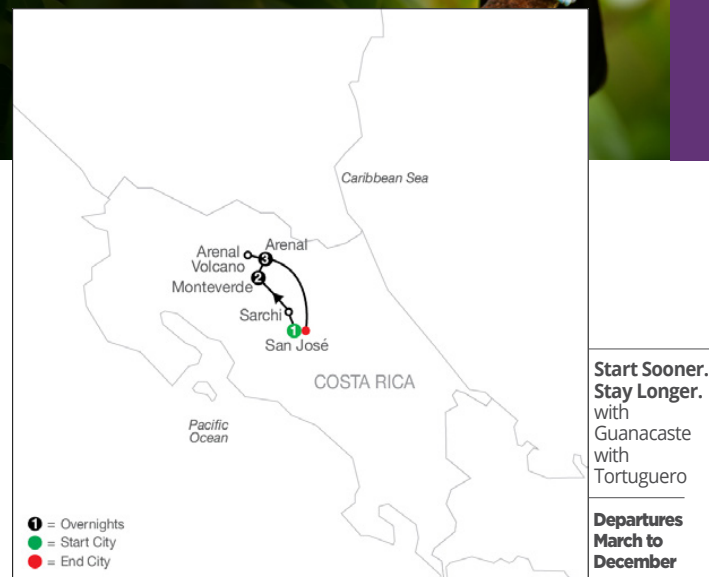 Caribbean Sea
Arenal
Arenal
Volcano
3
2
Monteverde
Sarchi
1
San José
COSTA RICA
Pacific
Ocean
1 = Overnights
= Start City
= End City
Start Sooner.
Stay Longer.
with
Guanacaste
with
Tortuguero
Departures
March to
December